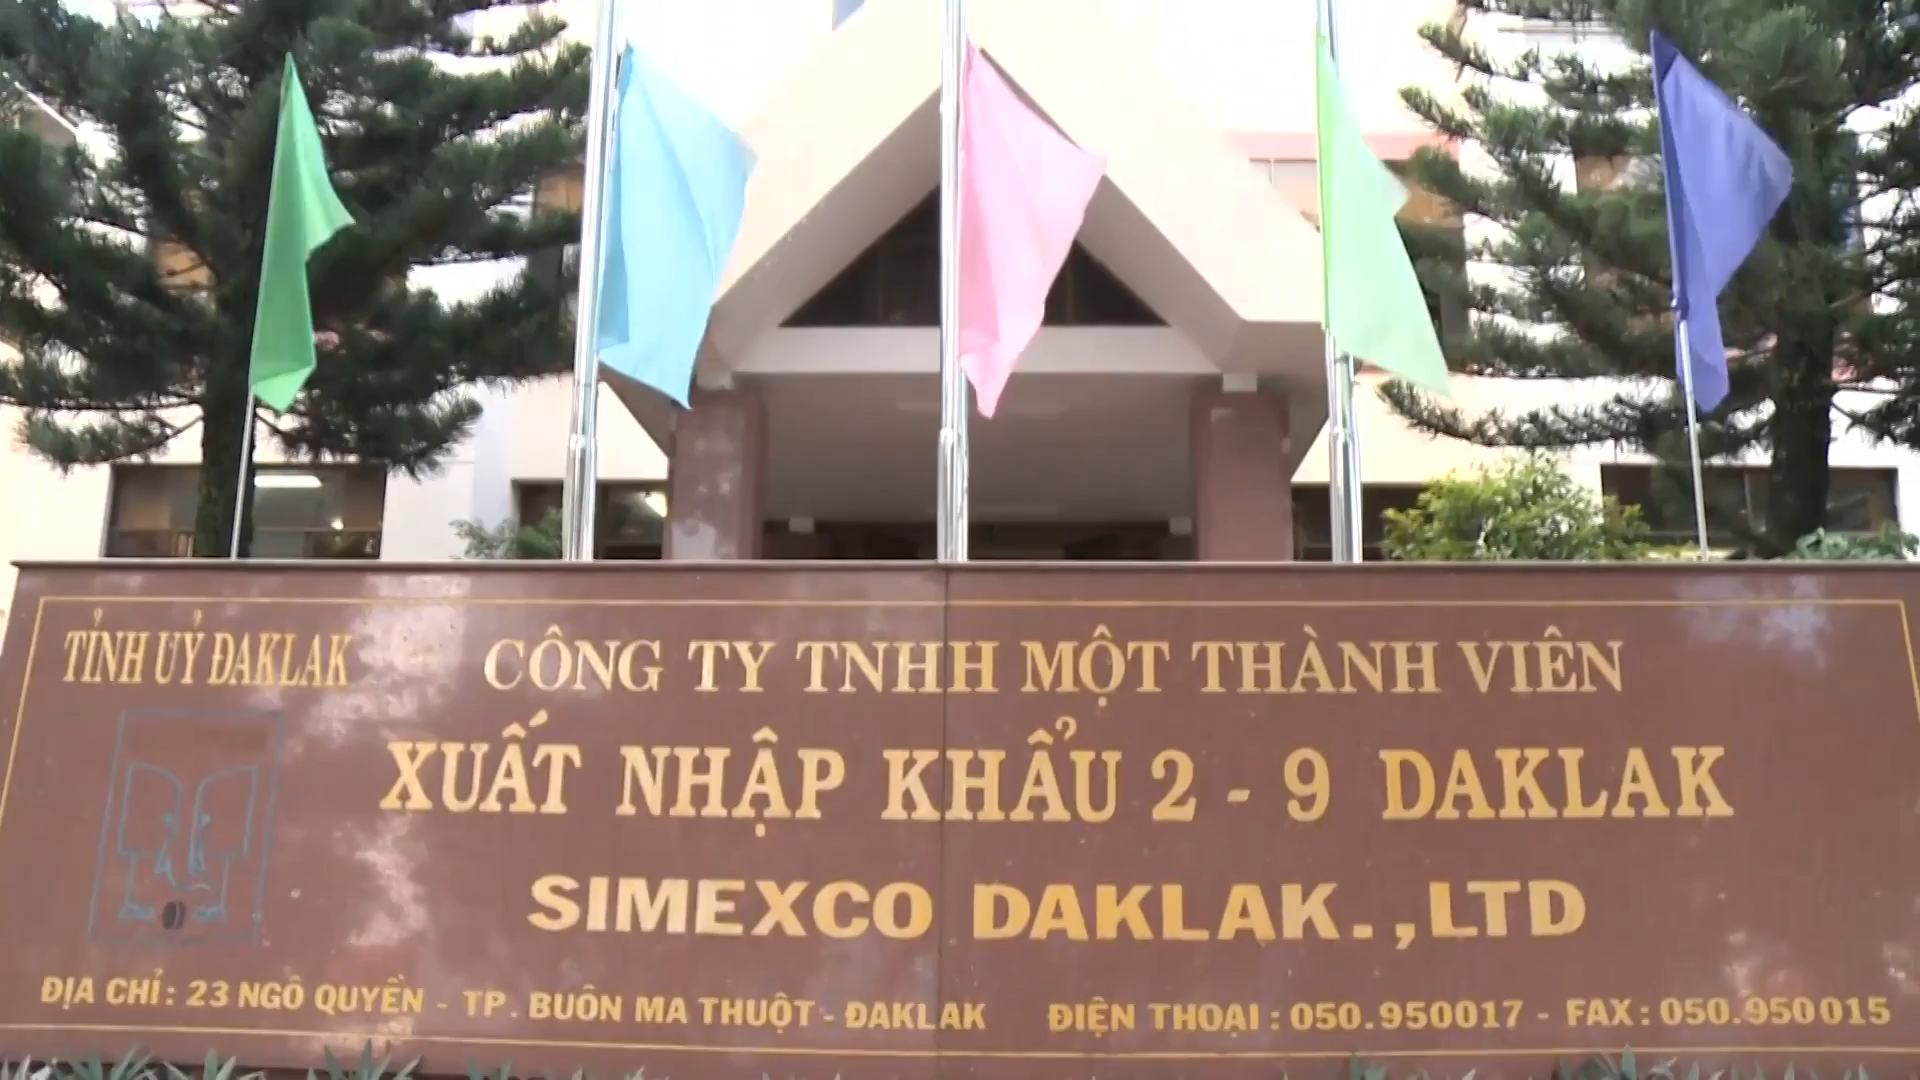 TỈNH UỶ ĐAKLAK
CÔNG TY TNHH MỘT THÀNH VIÊN
XUẤT NHẬP KHẨU 2 - 9 DAKLAK
SIMEXCO DAKLAK.,LTD
ĐỊA CHỈ: 23 NGÔ QUYỀN - TP. BUÔN MA THUỘT - ĐAKLAK ĐIỆN THOẠI: 050.950017 - FAX: 050.950015